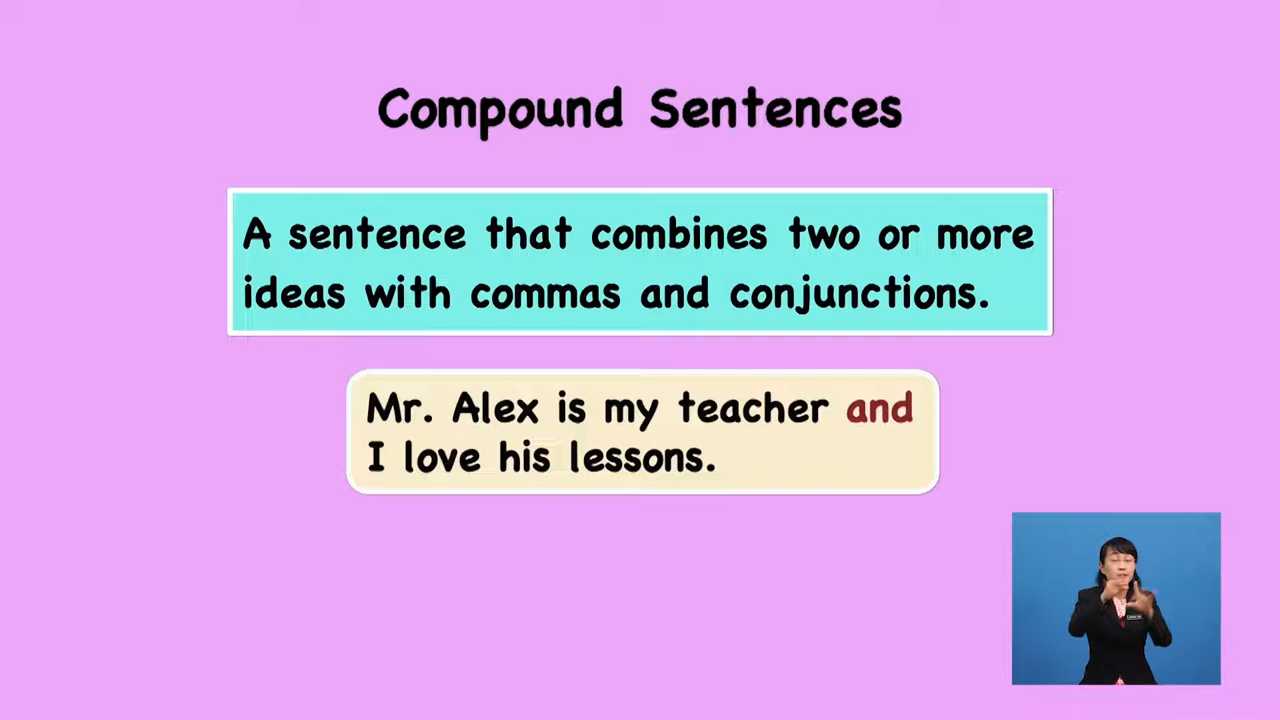 Compound Sentences
A sentence that combines two or more
ideas with commas and conjunctions.
Mr. Alex is my teacher and
I love his lessons.